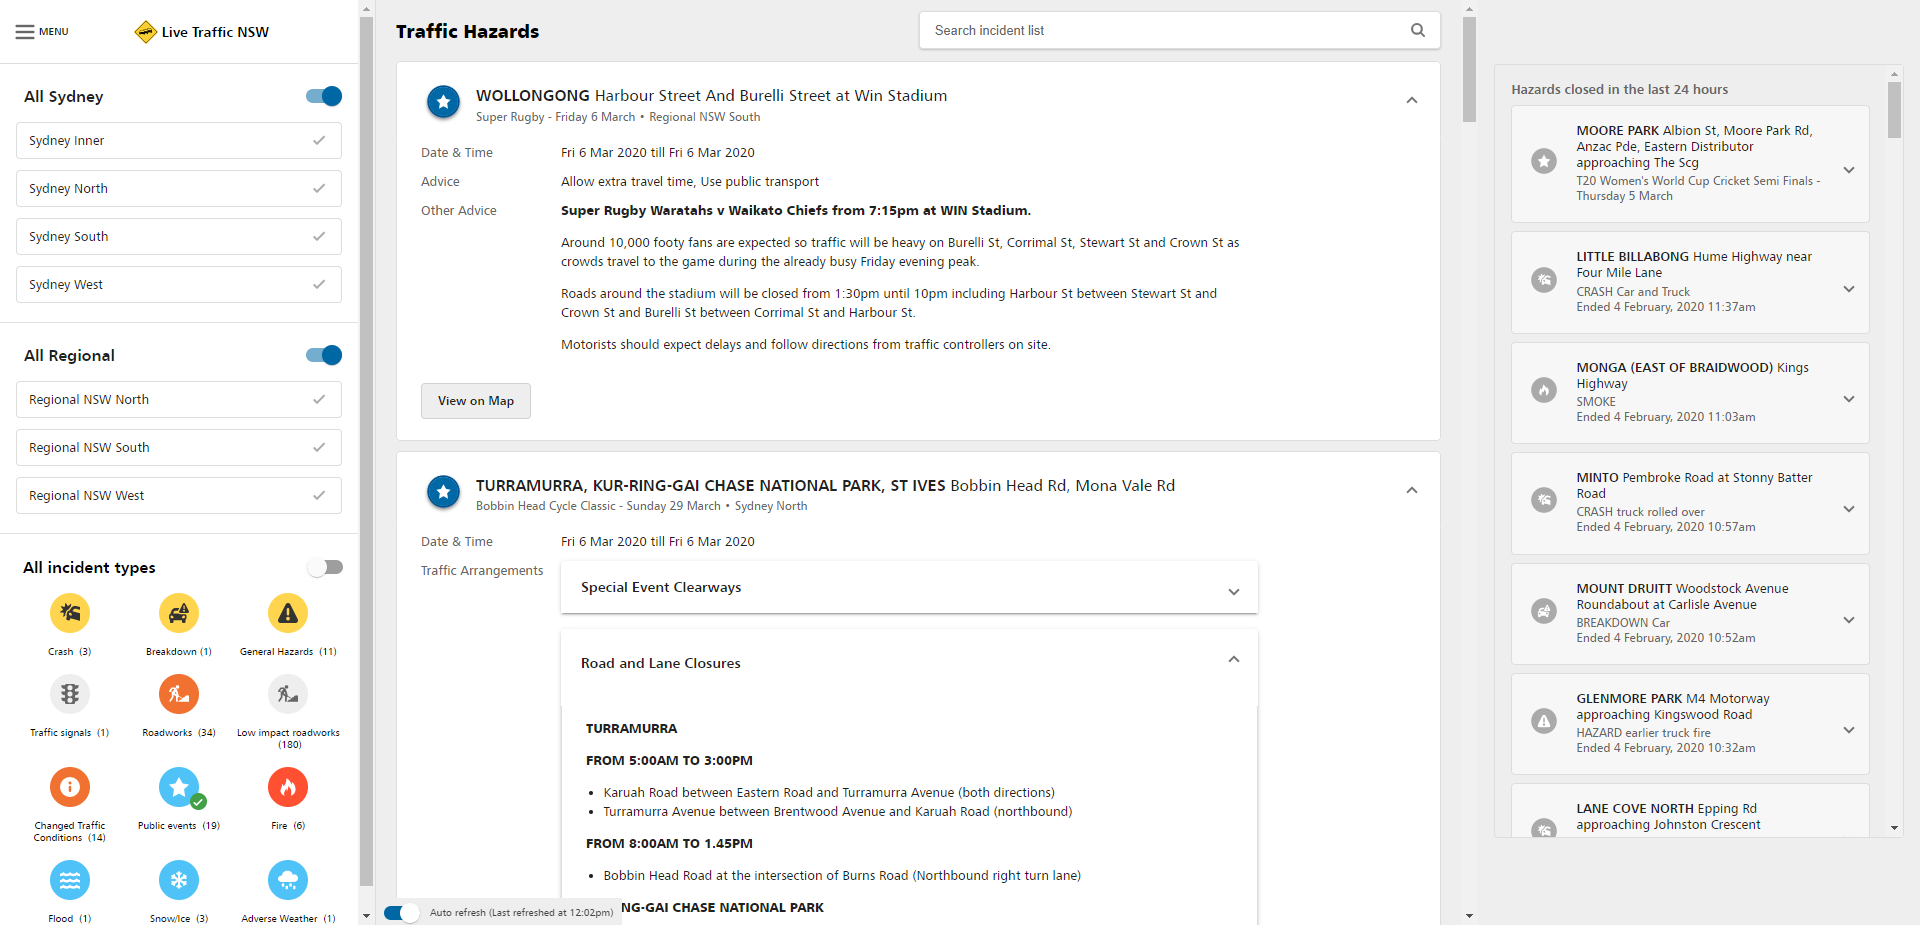 MENU
Live Traffic NSW
All Sydney
Sydney Inner
Sydney North
Sydney South
Sydney West
All Regional
Regional NSW North
Regional NSW South
Regional NSW West
All incident types
Crash (3)
Breakdown (1)
General Hazards (11)
Traffic signals (1)
Roadworks (34)
Low impact roadworks
(180)
Changed Traffic
Conditions (14)
Public events (19)
Fire (6)
Flood (1)
Snow/Ice (3)
Adverse Weather (1)
Traffic Hazards
Search incident list
WOLLONGONG Harbour Street And Burelli Street at Win Stadium
Super Rugby - Friday 6 March • Regional NSW South
Date & Time Fri 6 Mar 2020 till Fri 6 Mar 2020
Advice Allow extra travel time, Use public transport
Other Advice Super Rugby Waratahs v Waikato Chiefs from 7:15pm at WIN Stadium.
Around 10,000 footy fans are expected so traffic will be heavy on Burelli St, Corrimal St, Stewart St and Crown St as
crowds travel to the game during the already busy Friday evening peak.
Roads around the stadium will be closed from 1:30pm until 10pm including Harbour St between Stewart St and
Crown St and Burelli St between Corrimal St and Harbour St.
Motorists should expect delays and follow directions from traffic controllers on site.
View on Map
TURRAMURRA, KUR-RING-GAI CHASE NATIONAL PARK, ST IVES Bobbin Head Rd, Mona Vale Rd
Bobbin Head Cycle Classic - Sunday 29 March • Sydney North
Date & Time Fri 6 Mar 2020 till Fri 6 Mar 2020
Traffic Arrangements
Special Event Clearways
Road and Lane Closures
TURRAMURRA
FROM 5:00AM TO 3:00PM
• Karuah Road between Eastern Road and Turramurra Avenue (both directions)
• Turramurra Avenue between Brentwood Avenue and Karuah Road (northbound)
FROM 8:00AM TO 1.45PM
• Bobbin Head Road at the intersection of Burns Road (Northbound right turn lane)
NG-GAI CHASE NATIONAL PARK
Auto refresh (Last refreshed at 12:02pm)
Hazards closed in the last 24 hours
MOORE PARK Albion St, Moore Park Rd,
Anzac Pde, Eastern Distributor
approaching The Scg
T20 Women's World Cup Cricket Semi Finals -
Thursday 5 March
LITTLE BILLABONG Hume Highway near
Four Mile Lane
CRASH Car and Truck
Ended 4 February, 2020 11:37am
MONGA (EAST OF BRAIDWOOD) Kings
Highway
SMOKE
Ended 4 February, 2020 11:03am
MINTO Pembroke Road at Stonny Batter
Road
CRASH truck rolled over
Ended 4 February, 2020 10:57am
MOUNT DRUITT Woodstock Avenue
Roundabout at Carlisle Avenue
BREAKDOWN Car
Ended 4 February, 2020 10:52am
GLENMORE PARK M4 Motorway
approaching Kingswood Road
HAZARD earlier truck fire
Ended 4 February, 2020 10:32am
LANE COVE NORTH Epping Rd
approaching Johnston Crescent